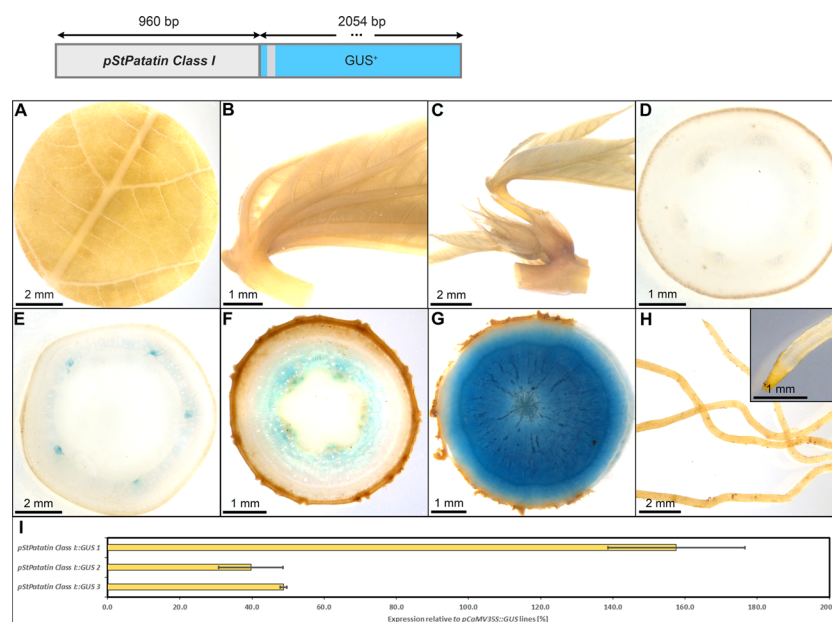 960 bp
2054 bp
...
pStPatatin Class I
GUS⁺
A
2 mm
B
1 mm
C
2 mm
D
1 mm
E
2 mm
F
1 mm
G
1 mm
H
1 mm
2 mm
I
pStPatatin Class I::GUS 1
pStPatatin Class I::GUS 2
pStPatatin Class I::GUS 3
0.0 20.0 40.0 60.0 80.0 100.0 120.0 140.0 160.0 180.0 200.0
Expression relative to pCaMV35S::GUS lines [%]